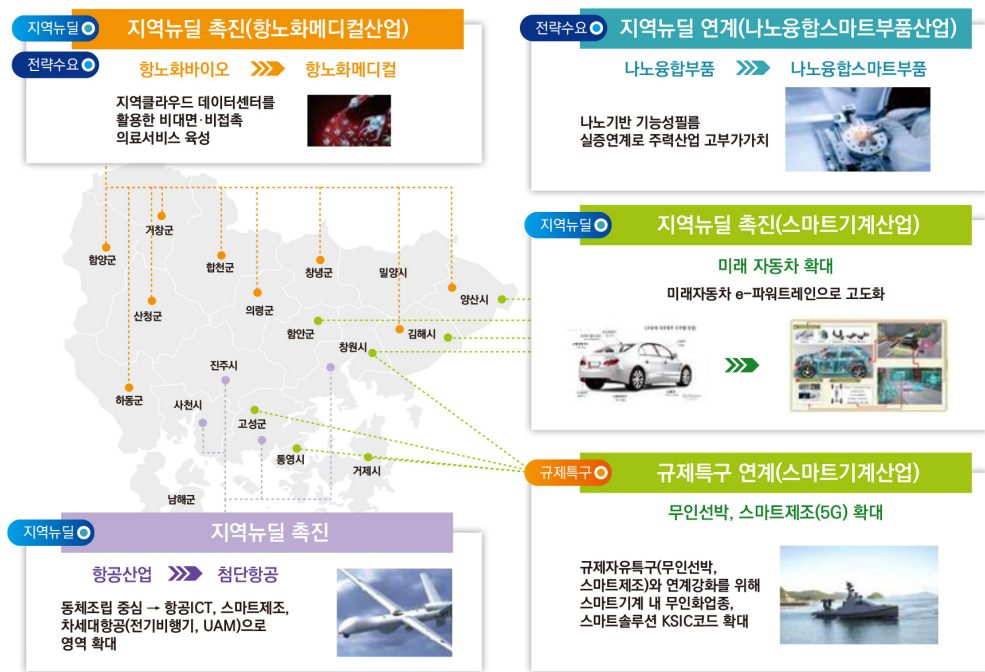 지역뉴딜
전략수요
지역뉴딜 촉진(항노화메디컬산업)
항노화바이오
항노화메디컬
지역클라우드 데이터센터를
활용한 비대면·비접촉
의료서비스 육성
전략수요
지역뉴딜 연계(나노융합스마트부품산업)
나노융합부품
나노융합스마트부품
나노기반 기능성필름
실증연계로 주력산업 고부가가치
거창군
함양군
합천군
창녕군
밀양시
산청군
의령군
양산시
함안군
창원시
김해시
진주시
하동군
사천시
고성군
통영시
거제시
남해군
지역뉴딜
지역뉴딜 촉진(스마트기계산업)
미래 자동차 확대
미래자동차 e-파워트레인으로 고도화
규제특구
규제특구 연계(스마트기계산업)
무인선박, 스마트제조(5G) 확대
규제자유특구(무인선박,
스마트제조)와 연계강화를 위해
스마트기계 내 무인화업종,
스마트솔루션 KSIC코드 확대
지역뉴딜
지역뉴딜 촉진
항공산업
첨단항공
동체조립 중심 → 항공ICT, 스마트제조,
차세대항공(전기비행기, UAM)으로
영역 확대